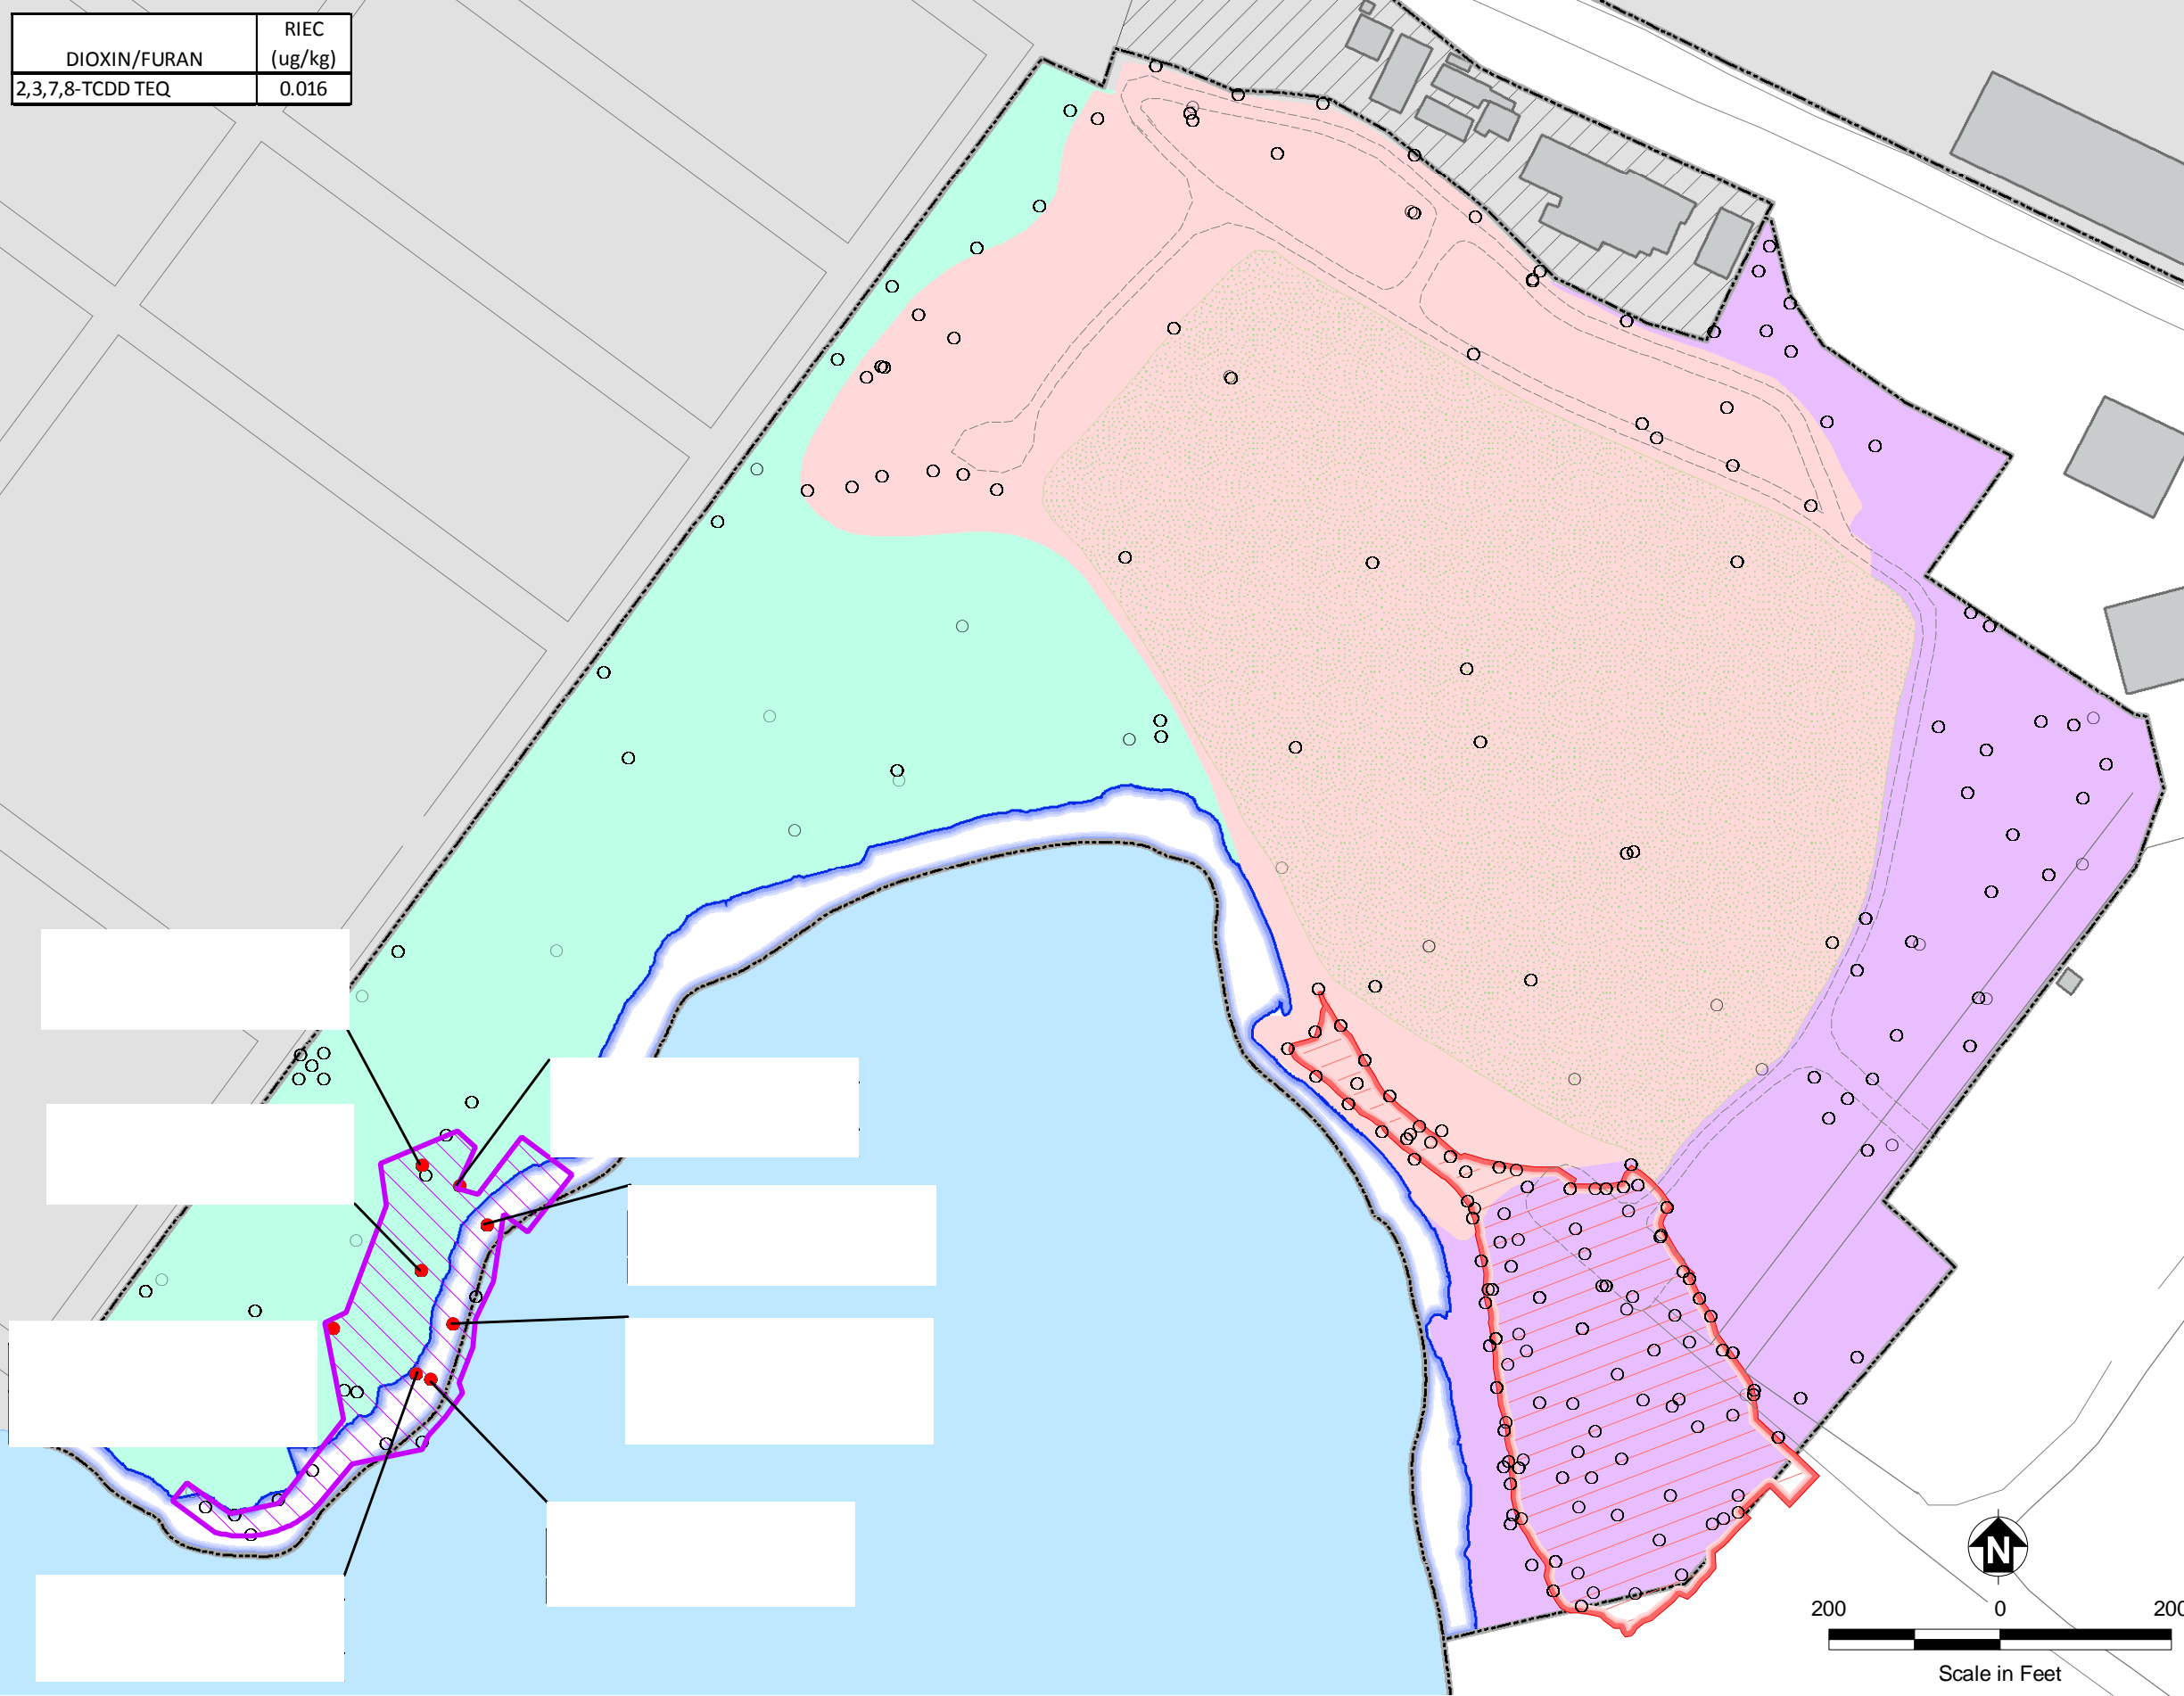 RIEC
DIOXIN/FURAN (ug/kg)
2,3,7,8-TCDD TEQ 0.016
N
200 0 200
Scale in Feet